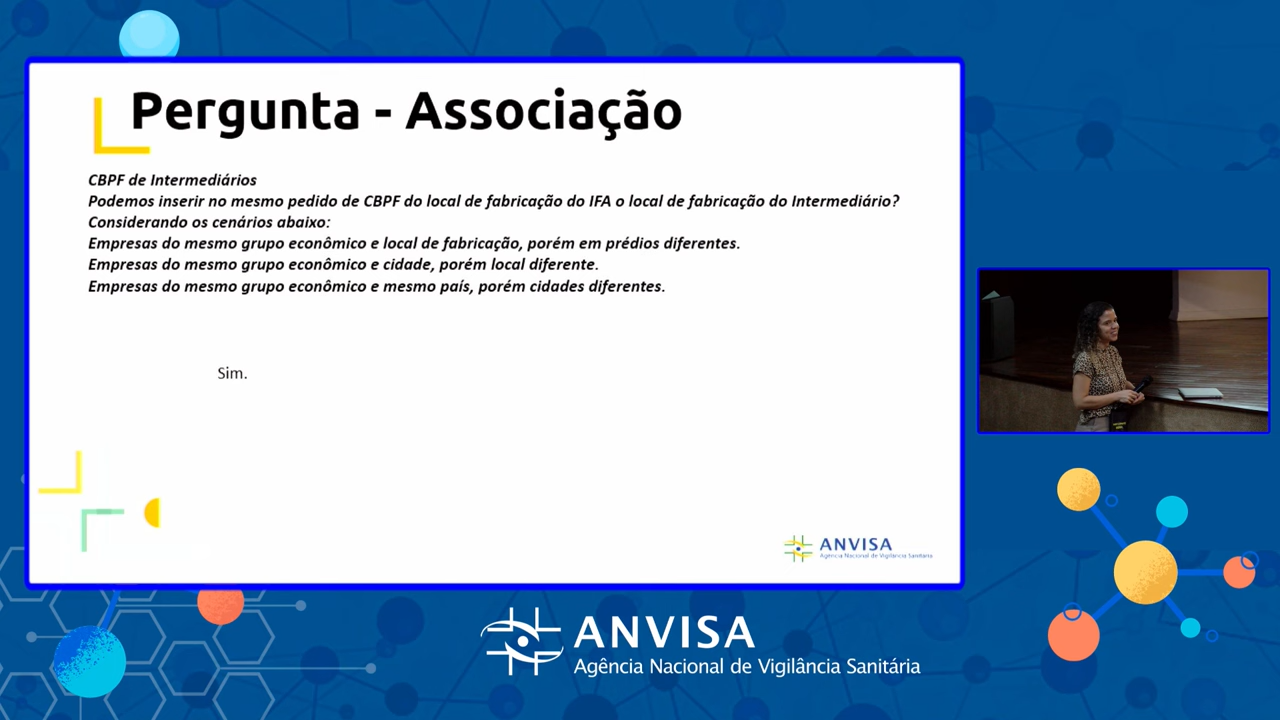 Pergunta - Associação
CBPF de Intermediários
Podemos inserir no mesmo pedido de CBPF do local de fabricação do IFA o local de fabricação do Intermediário?
Considerando os cenários abaixo:
Empresas do mesmo grupo econômico e local de fabricação, porém em prédios diferentes.
Empresas do mesmo grupo econômico e cidade, porém local diferente.
Empresas do mesmo grupo econômico e mesmo país, porém cidades diferentes.
Sim.
ANVISA
Agência Nacional de Vigilância Sanitária
ANVISA
Agência Nacional de Vigilância Sanitária